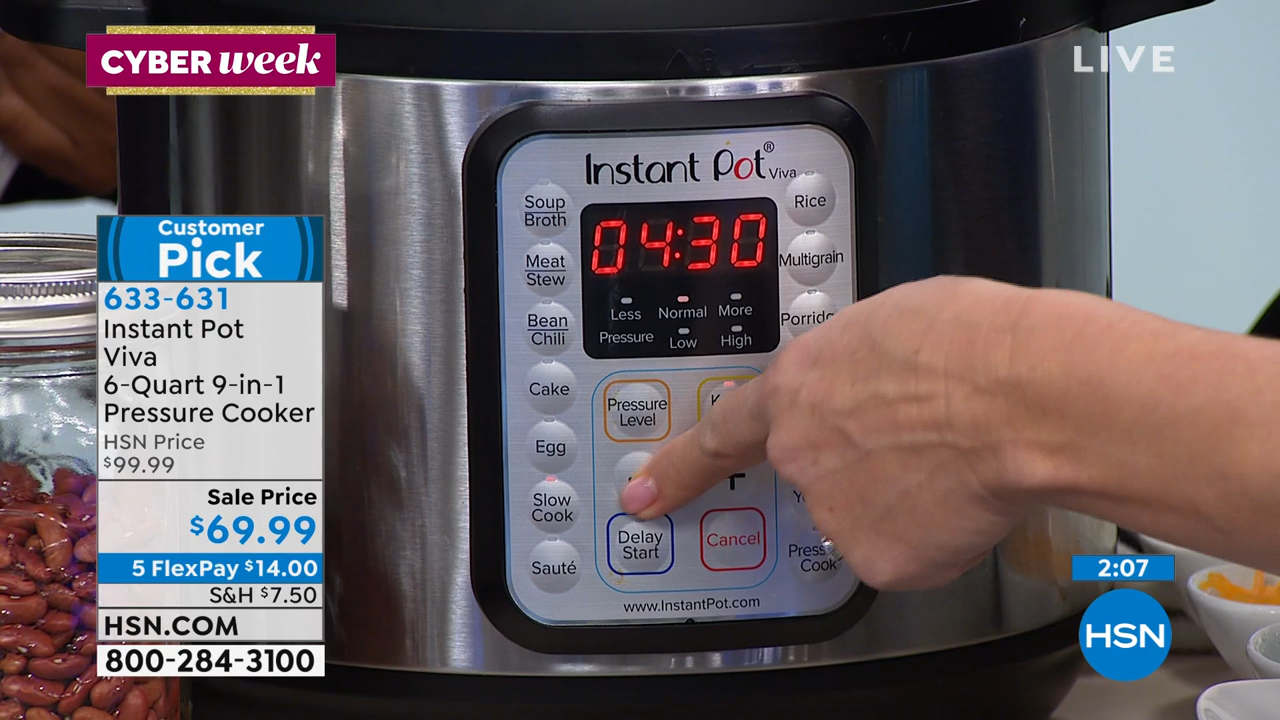 CYBER week
LIVE
Customer
Pick
633-631
Instant Pot
Viva
6-Quart 9-in-1
Pressure Cooker
HSN Price
$99.99
Sale Price
$69.99
5 FlexPay $14.00
S&H $7.50
HSN.COM
800-284-3100
Instant Pot® Viva
04:30
Less Normal More
Pressure Low High
Soup
Broth
Meat
Stew
Bean
Chili
Cake
Egg
Slow
Cook
Sauté
Rice
Multigrain
Pressure
Level
+
Delay
Start
Cancel
Cook
www.InstantPot.com
2:07
HSN